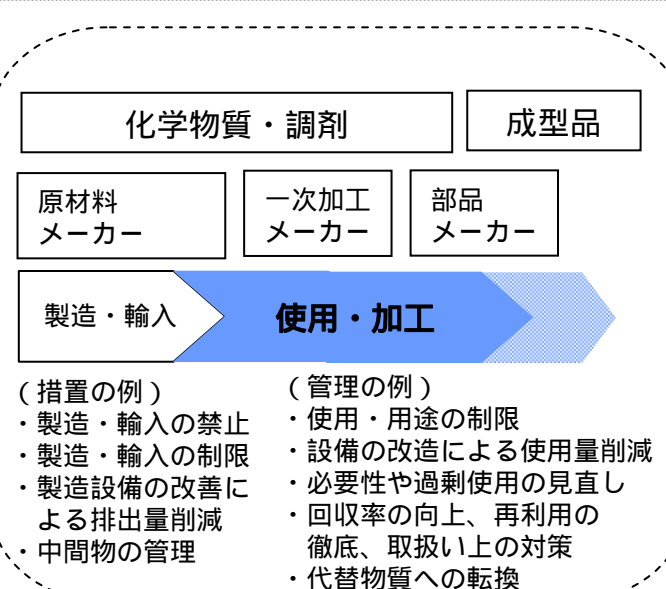 化学物質・調剤
成型品
原材料
メーカー
一次加工
メーカー
部品
メーカー
製造・輸入
使用・加工
(措置の例)
・製造・輸入の禁止
・製造・輸入の制限
・製造設備の改善に
よる排出量削減
・中間物の管理
(管理の例)
・使用・用途の制限
・設備の改造による使用量削減
・必要性や過剰使用の見直し
・回収率の向上、再利用の
徹底、取扱い上の対策
・代替物質への転換